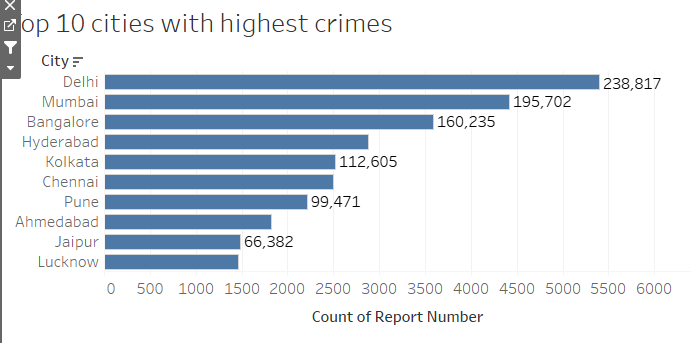 op 10 cities with highest crimes
City
Delhi 238,817
Mumbai 195,702
Bangalore 160,235
Hyderabad
Kolkata 112,605
Chennai
Pune 99,471
Ahmedabad
Jaipur 66,382
Lucknow
0 500 1000 1500 2000 2500 3000 3500 4000 4500 5000 5500 6000
Count of Report Number